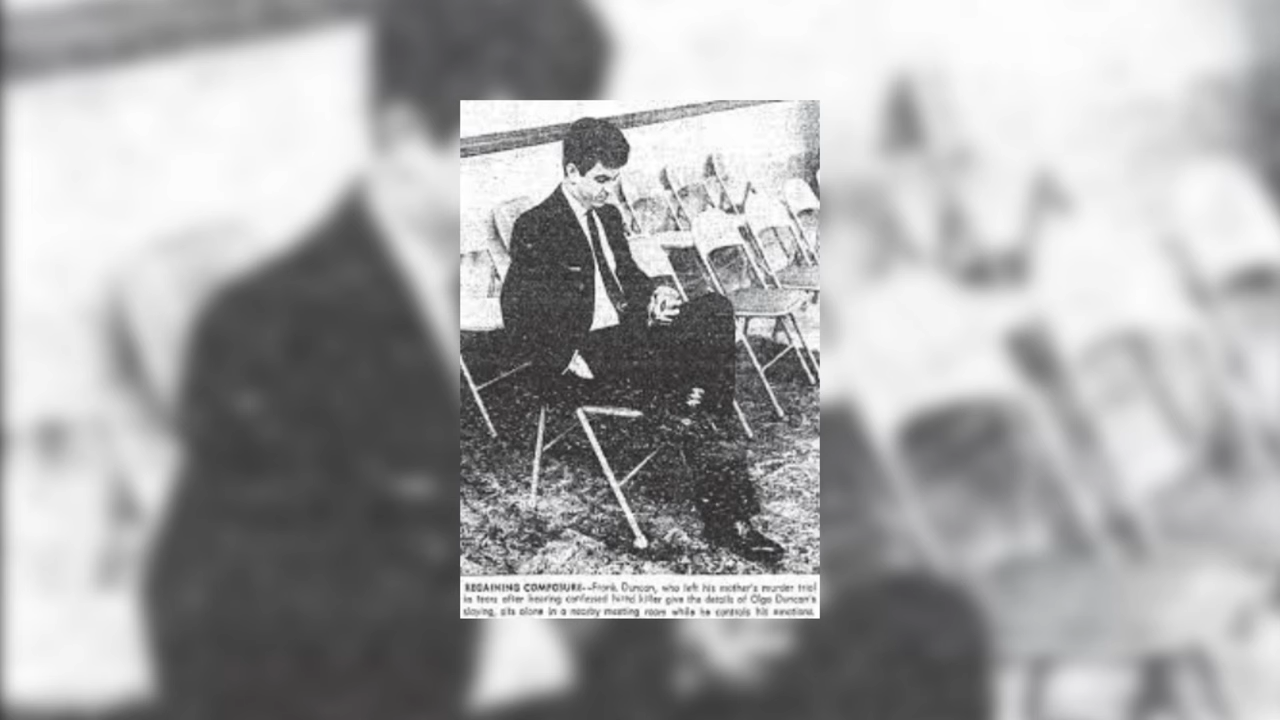 REGAINING COMPOSURE--Frank Duncan, who left his mother's murder trial
in tears after hearing confessed hired killer give the details of Olga Duncan's
slaying, sits alone in a nearby meeting room while he controls his emotions.